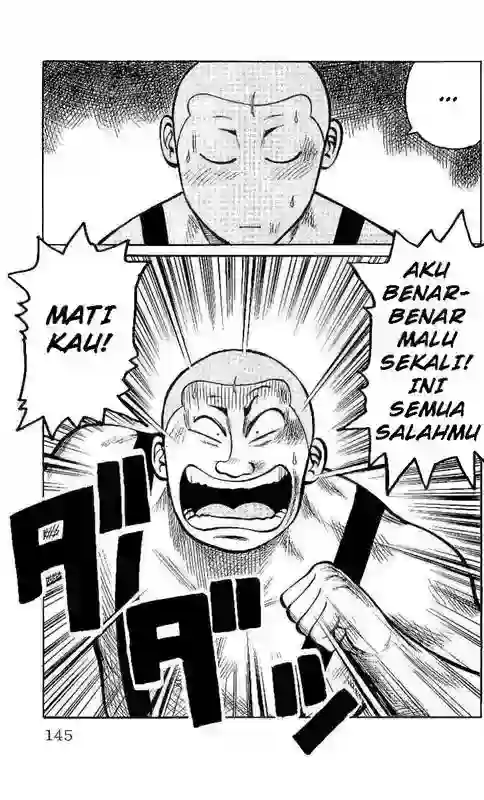 ...
AKU
BENAR-
BENAR
MALU
SEKALI!
INI
SEMUA
SALAHMU
MATI
KAU!
ダッ
ダッ
145